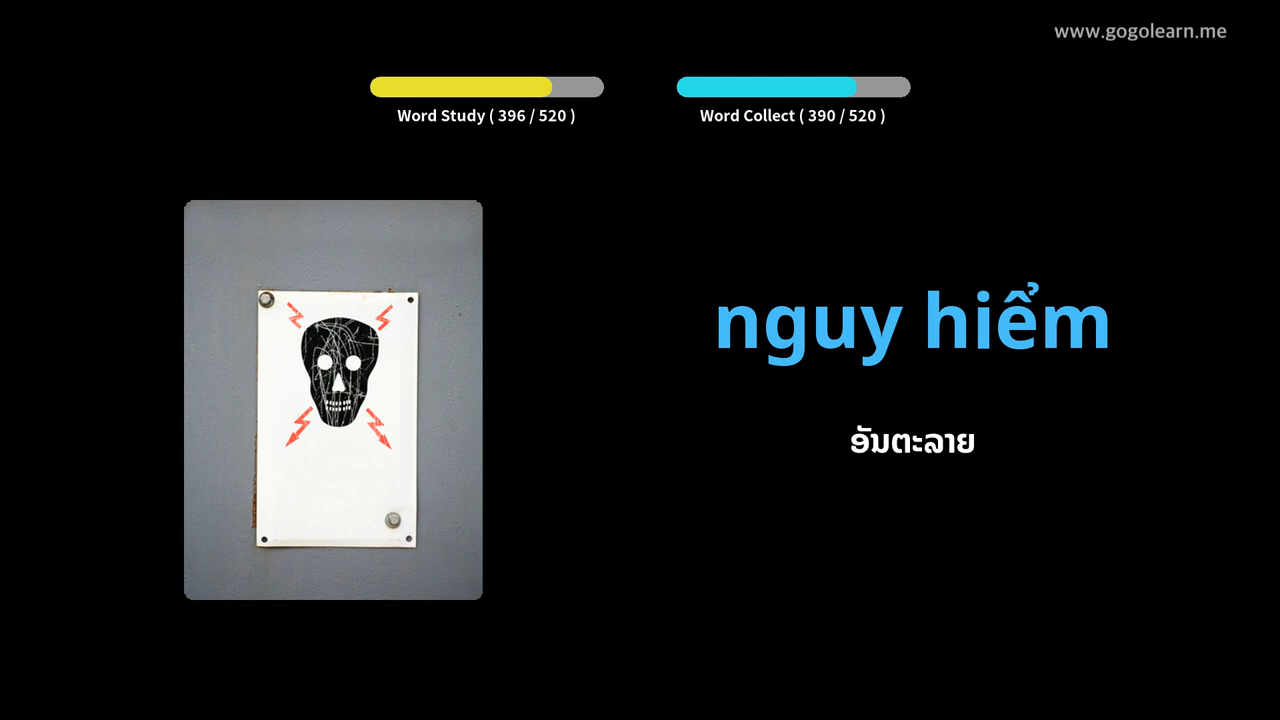 www.gogolearn.me
Word Study ( 396 / 520 )
Word Collect ( 390 / 520 )
nguy hiểm
ອັນຕະລາຍ